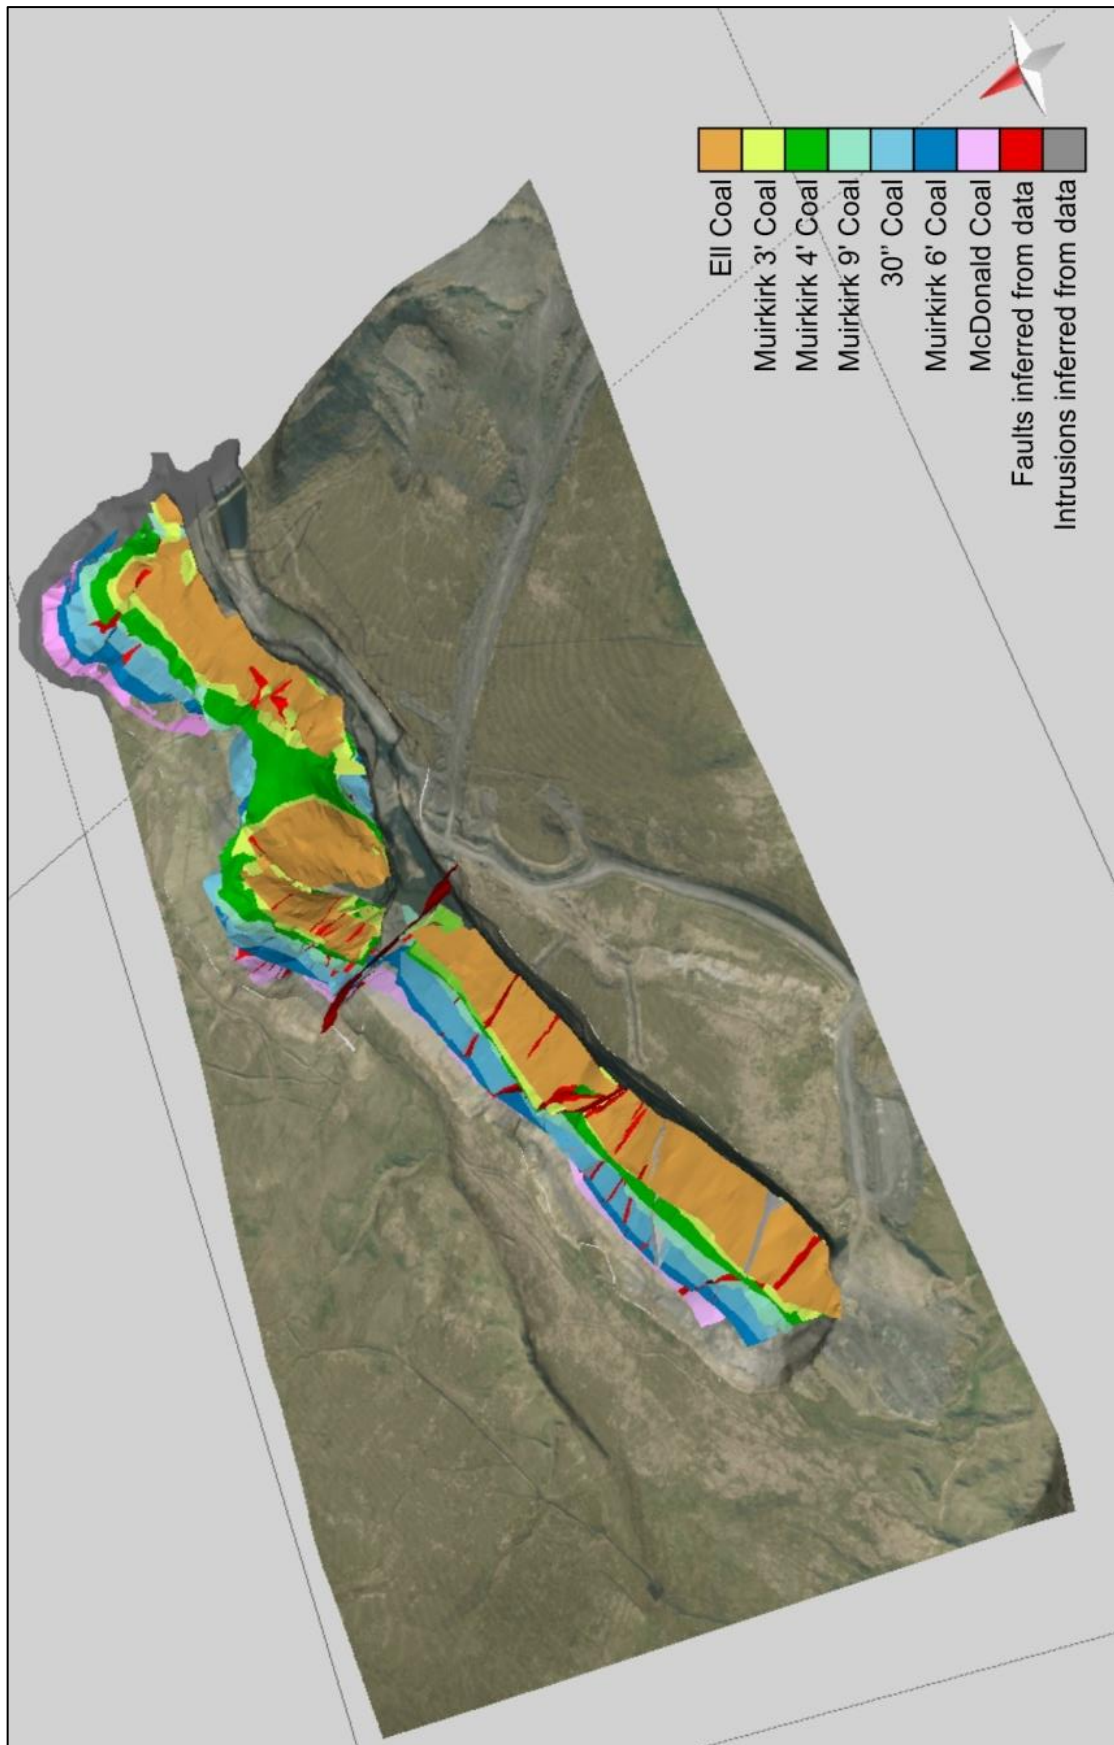 Ell Coal
Muirkirk 3' Coal
Muirkirk 4' Coal
Muirkirk 9' Coal
30" Coal
Muirkirk 6' Coal
McDonald Coal
Faults inferred from data
Intrusions inferred from data